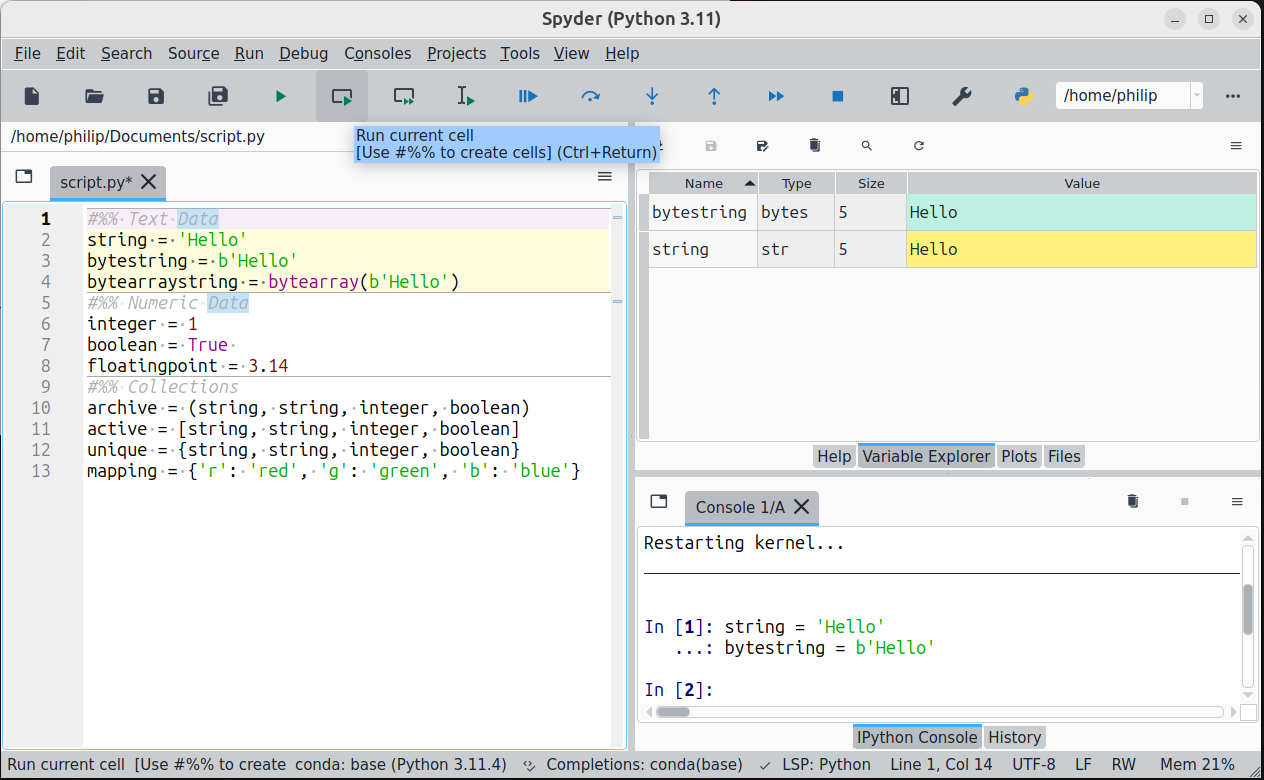 Spyder (Python 3.11)
File Edit Search Source Run Debug Consoles Projects Tools View Help
/home/philip
/home/philip/Documents/script.py
Run current cell
[Use #%% to create cells] (Ctrl+Return)
script.py*
1 #%% Text Data
2 string = 'Hello'
3 bytestring = b'Hello'
4 bytearraystring = bytearray(b'Hello')
5 #%% Numeric Data
6 integer = 1
7 boolean = True
8 floatingpoint = 3.14
9 #%% Collections
10 archive = (string, string, integer, boolean)
11 active = [string, string, integer, boolean]
12 unique = {string, string, integer, boolean}
13 mapping = {'r': 'red', 'g': 'green', 'b': 'blue'}
Name Type Size Value
bytestring bytes 5 Hello
string str 5 Hello
Help Variable Explorer Plots Files
Console 1/A
Restarting kernel...
In [1]: string = 'Hello'
...: bytestring = b'Hello'
In [2]:
IPython Console History
Run current cell [Use #%% to create conda: base (Python 3.11.4) Completions: conda(base) LSP: Python Line 1, Col 14 UTF-8 LF RW Mem 21%